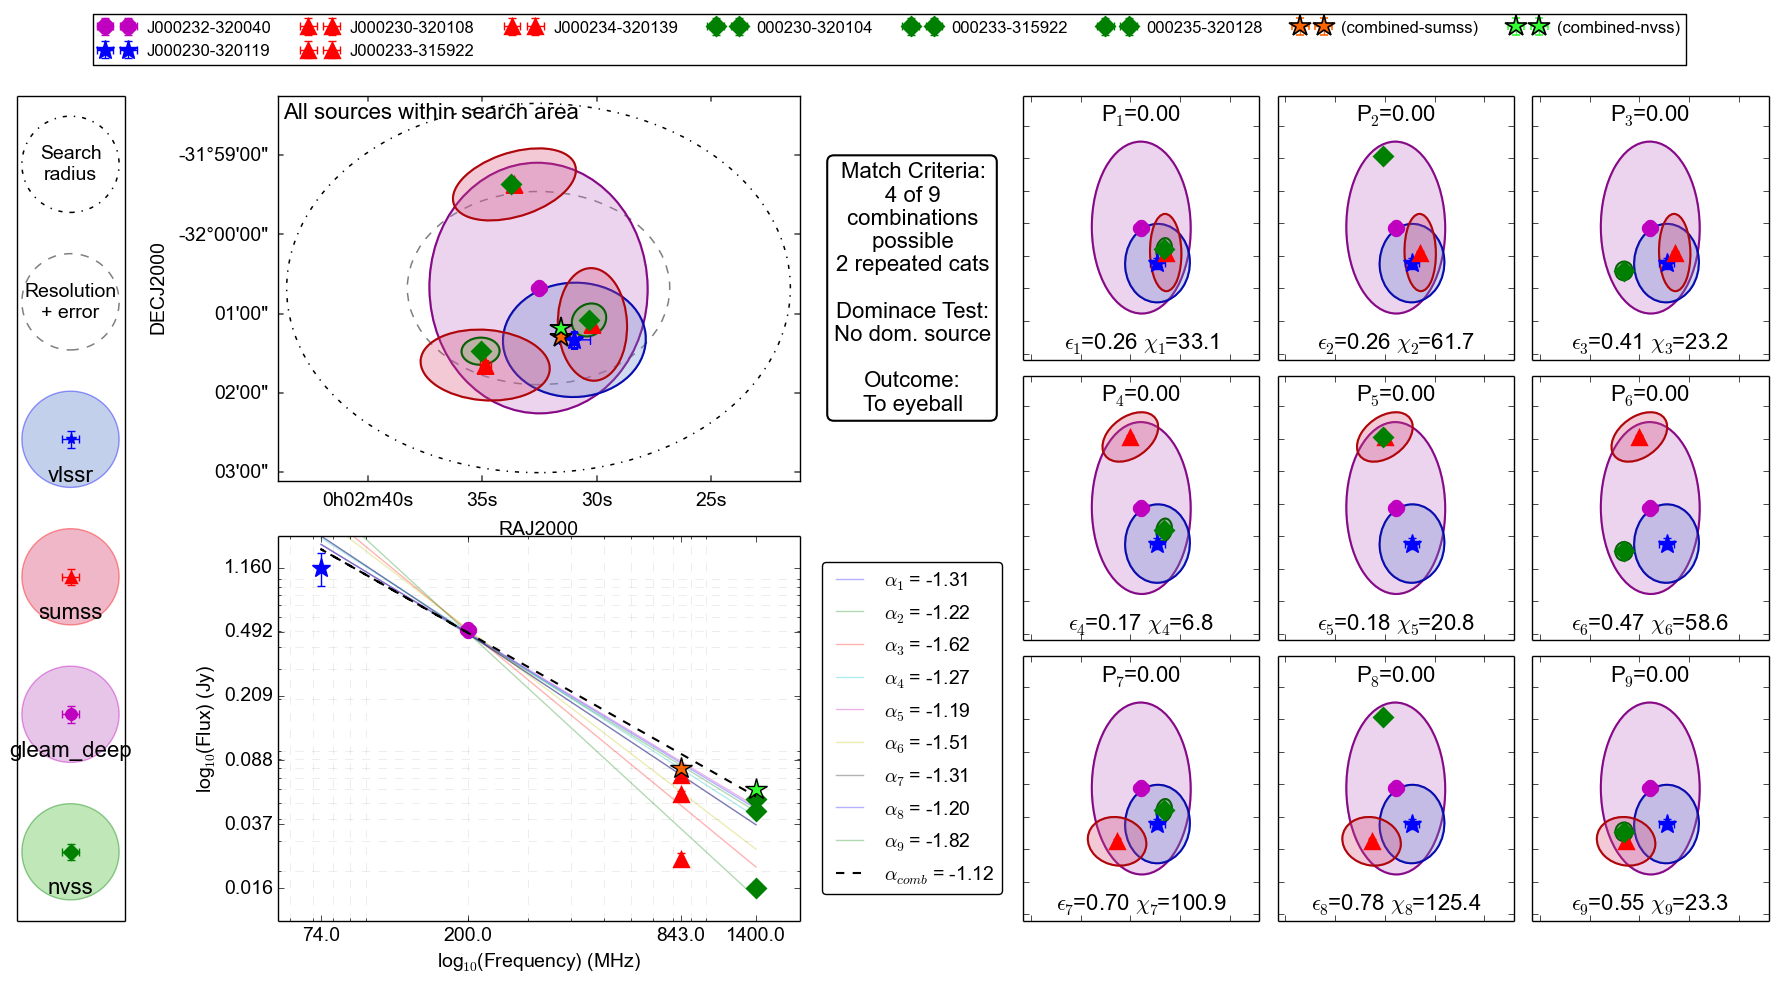 J000232-320040
J000230-320108
J000234-320139
000230-320104
000233-315922
000235-320128
(combined-sumss)
(combined-nvss)
J000230-320119
J000233-315922
Search
radius
Resolution
+ error
vlssr
sumss
gleam_deep
nvss
All sources within search area
DECJ2000
-31°59'00"
-32°00'00"
01'00"
02'00"
03'00"
0h02m40s
35s
30s
25s
RAJ2000
Match Criteria:
4 of 9
combinations
possible
2 repeated cats
Dominace Test:
No dom. source
Outcome:
To eyeball
log10(Flux) (Jy)
1.160
0.492
0.209
0.088
0.037
0.016
74.0
200.0
843.0
1400.0
log10(Frequency) (MHz)
α1 = -1.31
α2 = -1.22
α3 = -1.62
α4 = -1.27
α5 = -1.19
α6 = -1.51
α7 = -1.31
α8 = -1.20
α9 = -1.82
αcomb = -1.12
P1=0.00
ϵ1=0.26 χ1=33.1
P2=0.00
ϵ2=0.26 χ2=61.7
P3=0.00
ϵ3=0.41 χ3=23.2
P4=0.00
ϵ4=0.17 χ4=6.8
P5=0.00
ϵ5=0.18 χ5=20.8
P6=0.00
ϵ6=0.47 χ6=58.6
P7=0.00
ϵ7=0.70 χ7=100.9
P8=0.00
ϵ8=0.78 χ8=125.4
P9=0.00
ϵ9=0.55 χ9=23.3